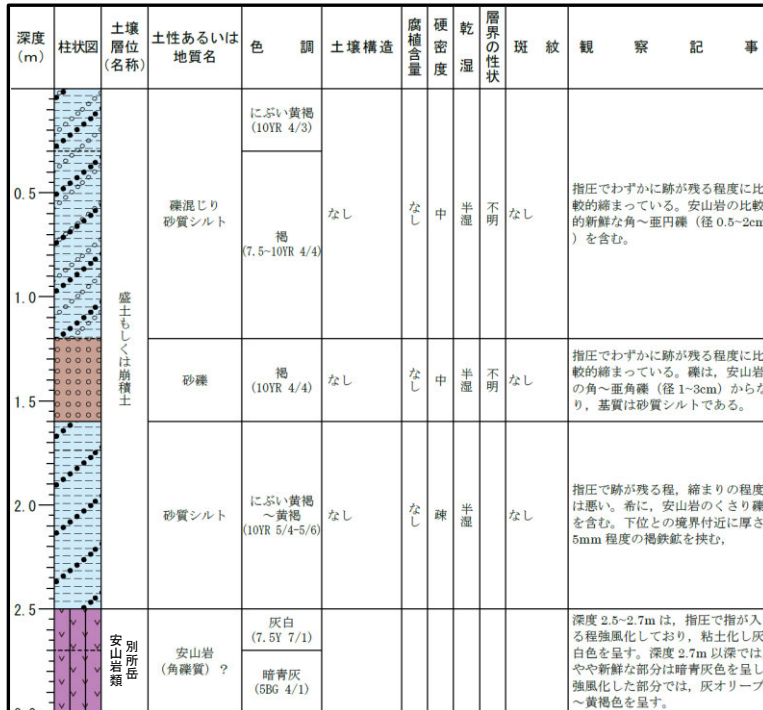 深度
(m)
柱状図
土壌
層位
(名称)
土性あるいは
地質名
色 調
土壌構造
腐植含量
硬密度
乾湿
層界の性状
斑 紋
観 察 記 事
0.5
1.0
1.5
2.0
2.5
盛土もしくは崩積土
礫混じり
砂質シルト
にぶい黄褐
(10YR 4/3)
褐
(7.5~10YR 4/4)
なし
なし
中
半湿
不明
なし
指圧でわずかに跡が残る程度に比
較的締まっている。安山岩の比較
的新鮮な角～亜円礫（径 0.5~2cm
）を含む。
砂礫
褐
(10YR 4/4)
なし
なし
中
半湿
不明
なし
指圧でわずかに跡が残る程度に比
較的締まっている。礫は，安山岩
の角～亜角礫（径 1~3cm）からな
り，基質は砂質シルトである。
砂質シルト
にぶい黄褐
～黄褐
(10YR 5/4-5/6)
なし
なし
疎
半湿
なし
指圧で跡が残る程，締まりの程度
は悪い。希に，安山岩のくさり礫
を含む。下位との境界付近に厚さ
5mm 程度の褐鉄鉱を挟む，
別所岳
安山岩類
安山岩
（角礫質）？
灰白
(7.5Y 7/1)
暗青灰
(5BG 4/1)
深度 2.5~2.7m は，指圧で指が入
る程強風化しており，粘土化し灰
白色を呈す。深度 2.7m 以深では
やや新鮮な部分は暗青灰色を呈し
強風化した部分では，灰オリーブ
～黄褐色を呈す。